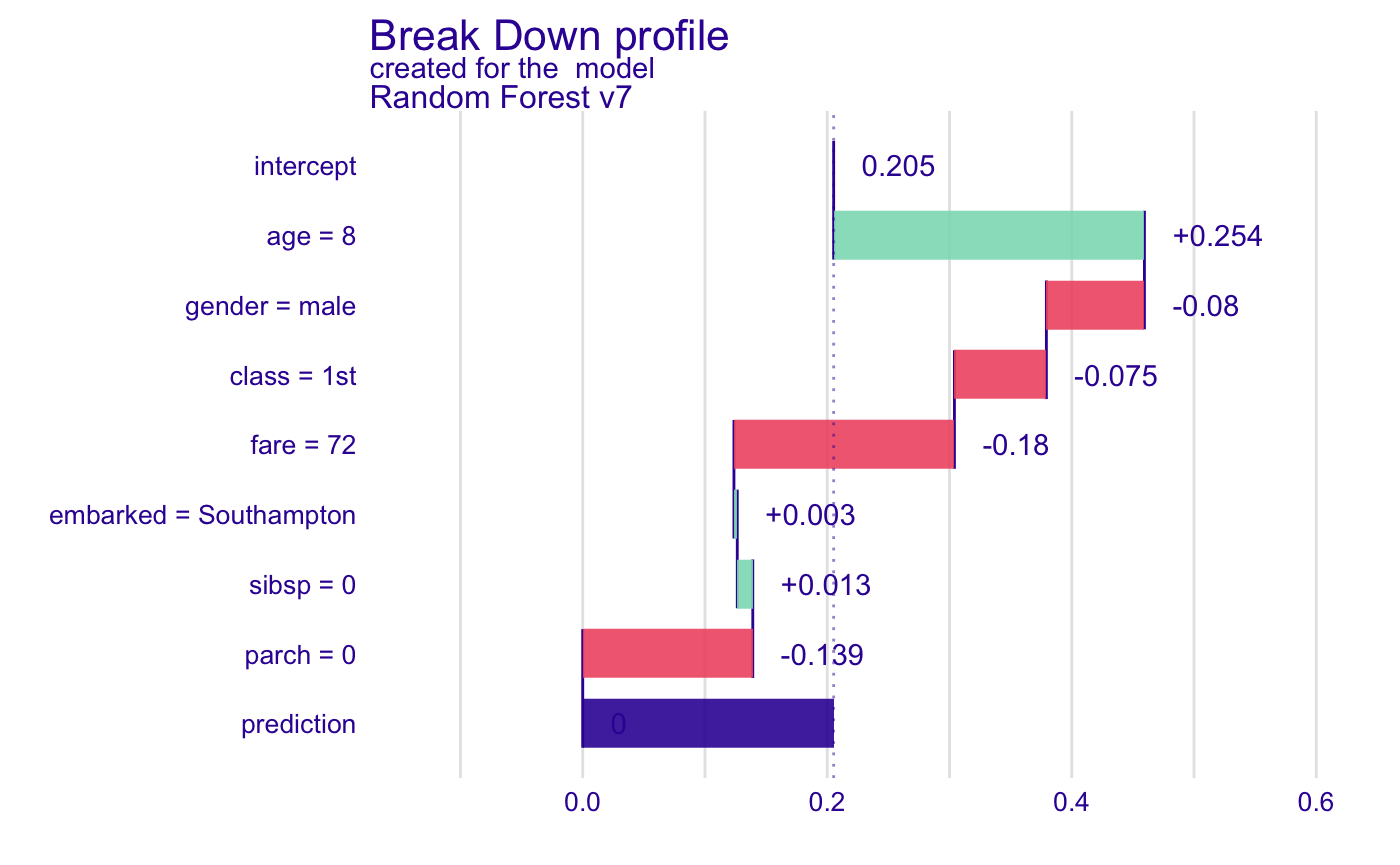 Break Down profile
created for the  model
Random Forest v7
intercept 0.205
age = 8 +0.254
gender = male -0.08
class = 1st -0.075
fare = 72 -0.18
embarked = Southampton +0.003
sibsp = 0 +0.013
parch = 0 -0.139
prediction 0
0.0 0.2 0.4 0.6